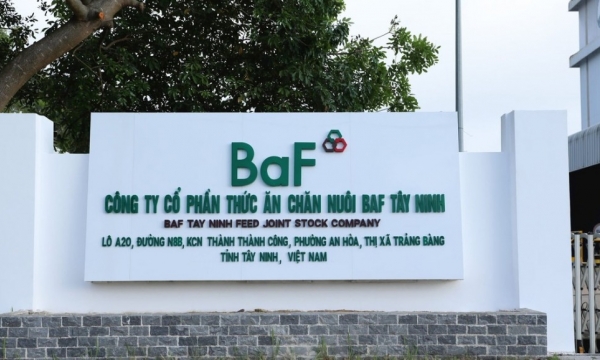 BaF
CÔNG TY CỔ PHẦN THỨC ĂN CHĂN NUÔI BAF TÂY NINH
BAF TAY NINH FEED JOINT STOCK COMPANY
LÔ A20, ĐƯỜNG N8B, KCN THÀNH THÀNH CÔNG, PHƯỜNG AN HÒA, THỊ XÃ TRẢNG BÀNG
TỈNH TÂY NINH, VIỆT NAM